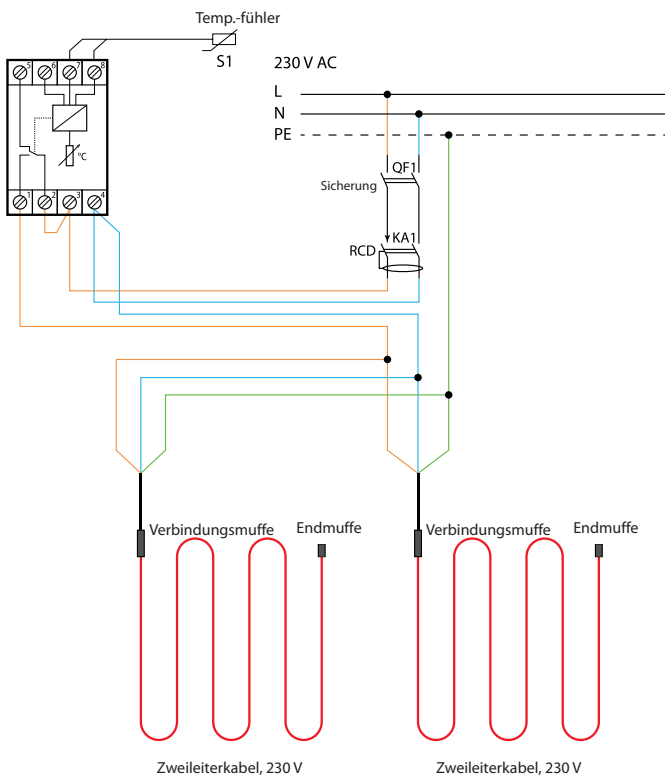 Temp.-fühler
S1
230 V AC
5 6 7 8
L
N
PE
°C
QF1
Sicherung
1 2 3 4
KA1
RCD
Verbindungsmuffe Endmuffe Verbindungsmuffe Endmuffe
Zweileiterkabel, 230 V Zweileiterkabel, 230 V